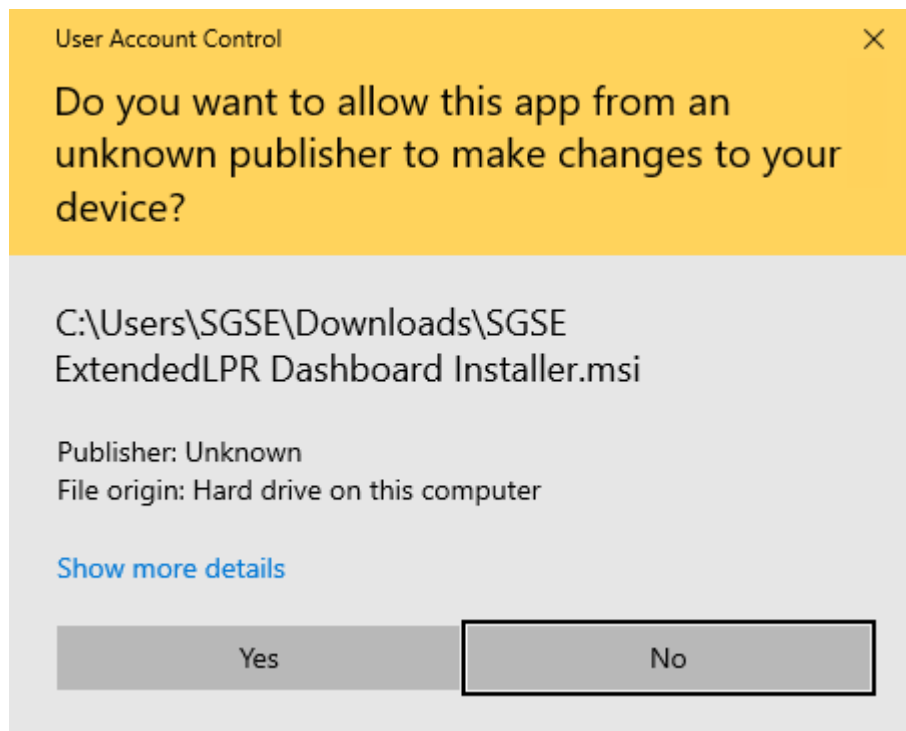 User Account Control
Do you want to allow this app from an
unknown publisher to make changes to your
device?
C:\Users\SGSE\Downloads\SGSE
ExtendedLPR Dashboard Installer.msi
Publisher: Unknown
File origin: Hard drive on this computer
Show more details
Yes
No